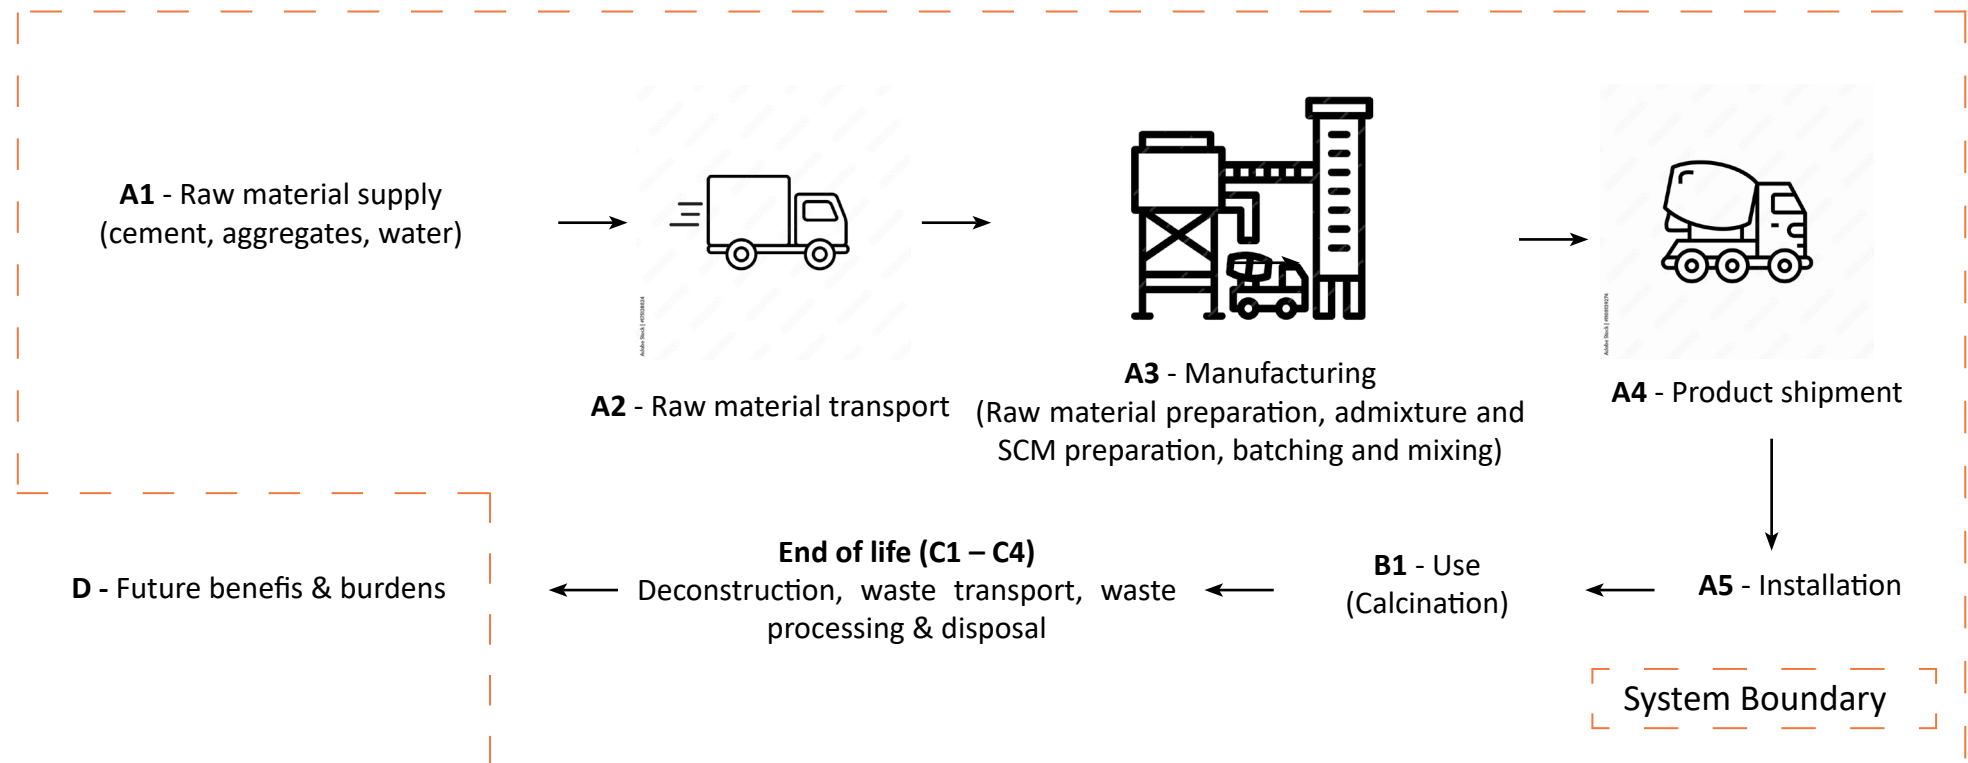 A1 - Raw material supply
(cement, aggregates, water)
A2 - Raw material transport
A3 - Manufacturing
(Raw material preparation, admixture and
SCM preparation, batching and mixing)
A4 - Product shipment
A5 - Installation
B1 - Use
(Calcination)
End of life (C1 – C4)
Deconstruction, waste transport, waste
processing & disposal
D - Future benefis & burdens
System Boundary